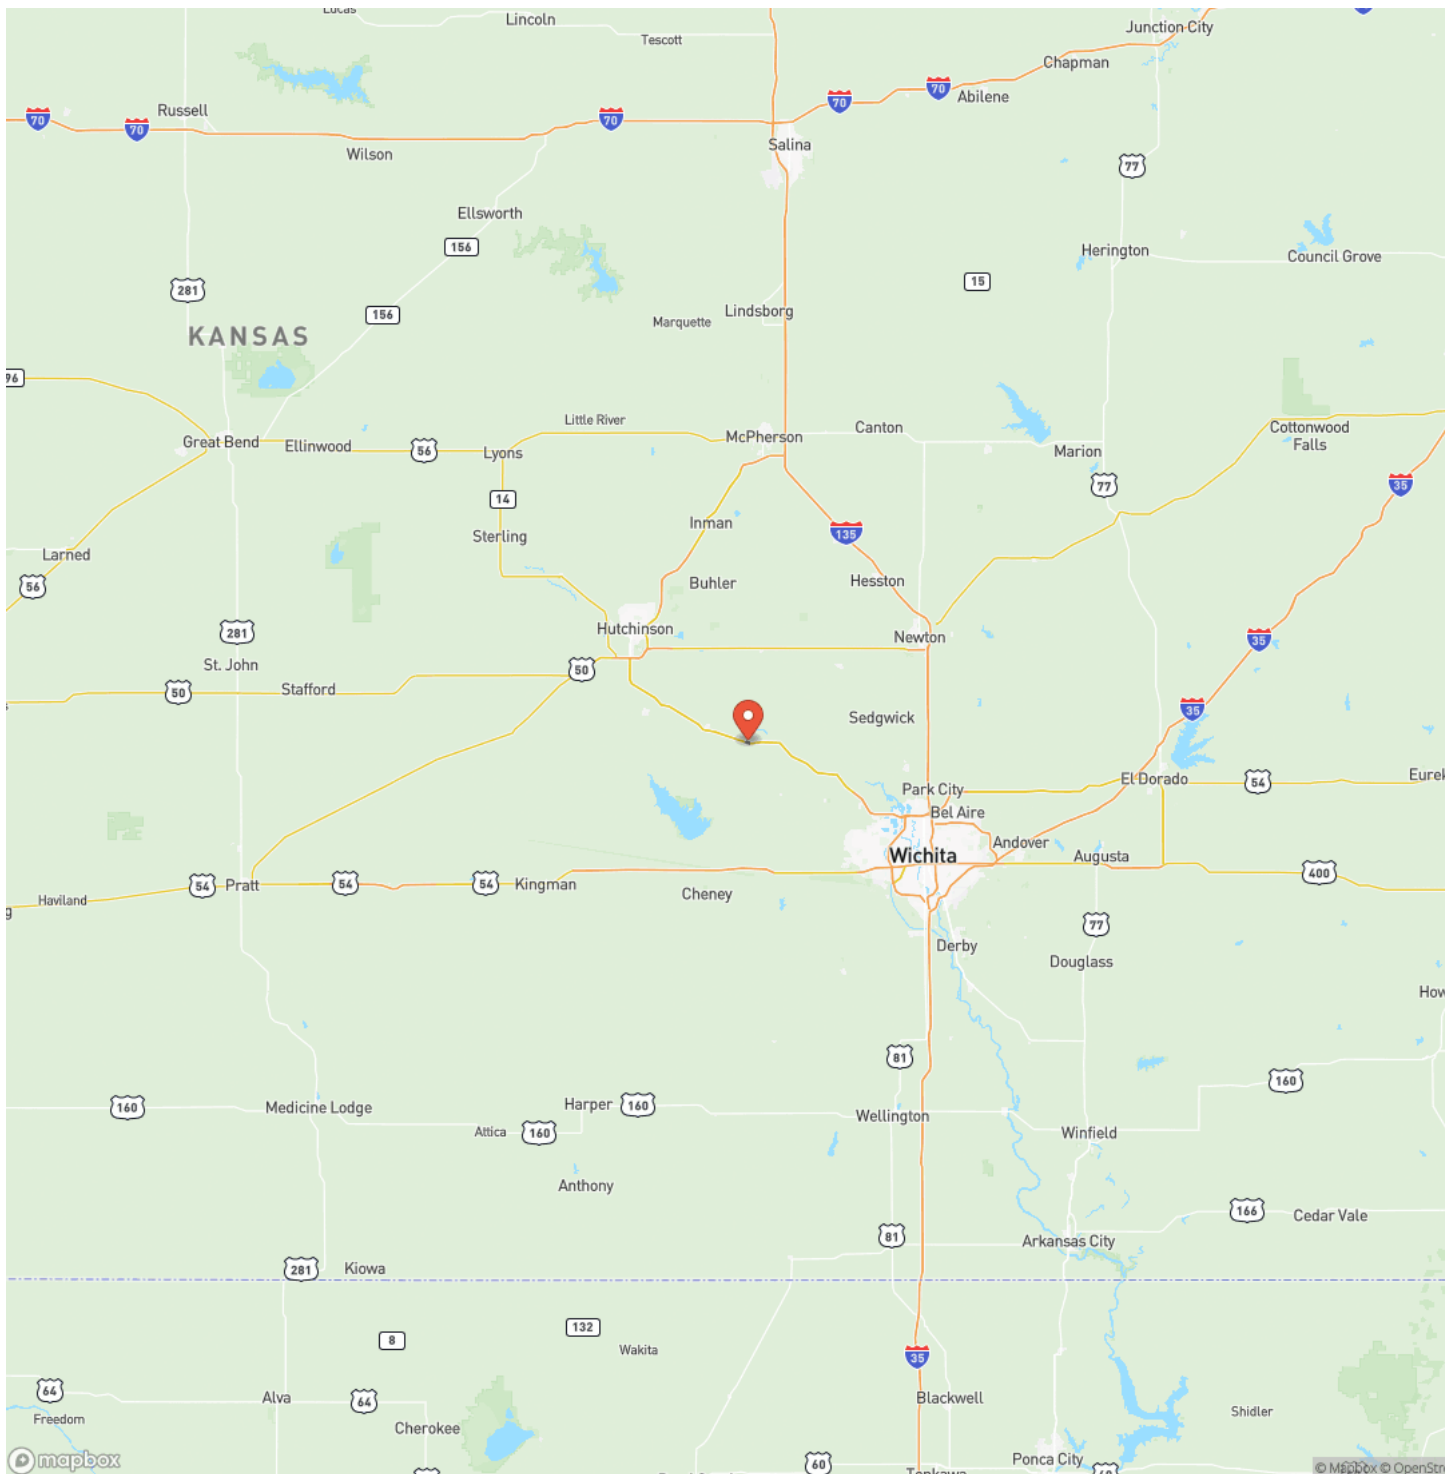 Lucas
Lincoln
Tescott
Junction City
Chapman
70
Abilene
70
70
70
70
Russell
Wilson
Salina
77
Ellsworth
156
Herington
Council Grove
281
15
156
Lindsborg
Marquette
KANSAS
96
Little River
Great Bend
Ellinwood
56
Lyons
McPherson
Canton
Cottonwood
Falls
Marion
77
35
14
Sterling
Inman
135
Larned
56
Buhler
Hesston
281
Hutchinson
Newton
35
St. John
50
50
Stafford
Sedgwick
35
Park City
El Dorado
54
Bel Aire
Andover
Wichita
Augusta
400
54
Pratt
54
54
Kingman
Cheney
Haviland
77
Derby
Douglass
81
160
160
Medicine Lodge
Harper
160
Attica
160
Wellington
Winfield
Anthony
166
Cedar Vale
81
Arkansas City
281
Kiowa
132
8
Wakita
35
64
Alva
64
Blackwell
Freedom
Cherokee
Shidler
mapbox
60
Ponca City
© Mapbox © OpenStre